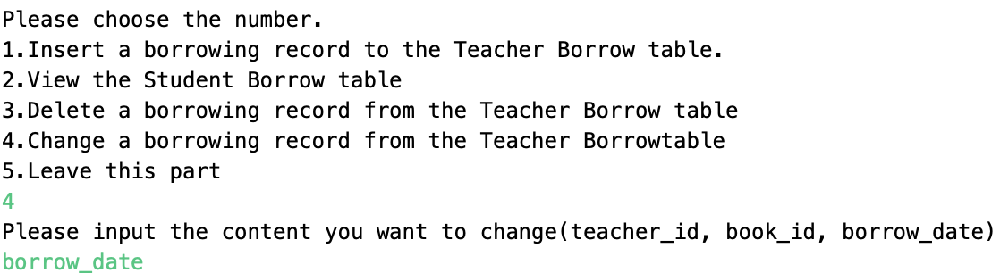 Please choose the number.
1.Insert a borrowing record to the Teacher Borrow table.
2.View the Student Borrow table
3.Delete a borrowing record from the Teacher Borrow table
4.Change a borrowing record from the Teacher Borrowtable
5.Leave this part
4
Please input the content you want to change(teacher_id, book_id, borrow_date)
borrow_date